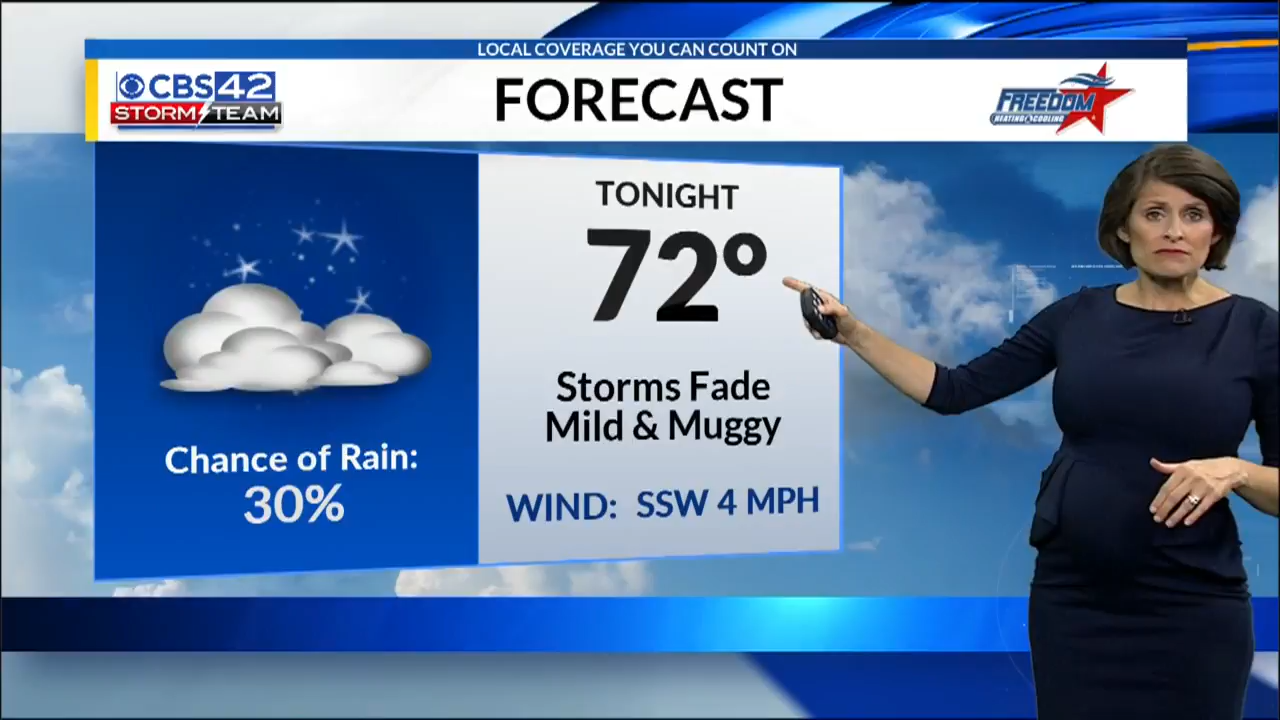 LOCAL COVERAGE YOU CAN COUNT ON
CBS 42
STORM TEAM
FORECAST
FREEDOM
HEATING & COOLING
TONIGHT
72°
Storms Fade
Mild & Muggy
WIND: SSW 4 MPH
Chance of Rain:
30%